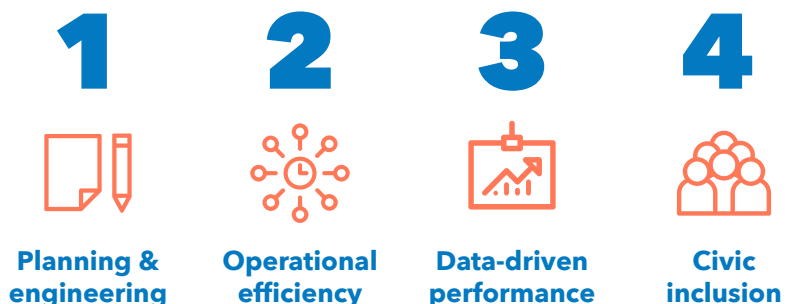 1 2 3 4
Planning & Operational Data-driven Civic
engineering efficiency performance inclusion